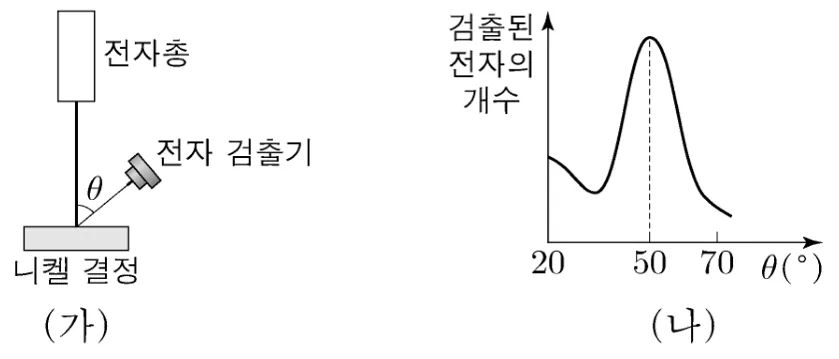 전자총
전자 검출기
θ
니켈 결정
(가)
검출된
전자의
개수
20 50 70 θ(°)
(나)